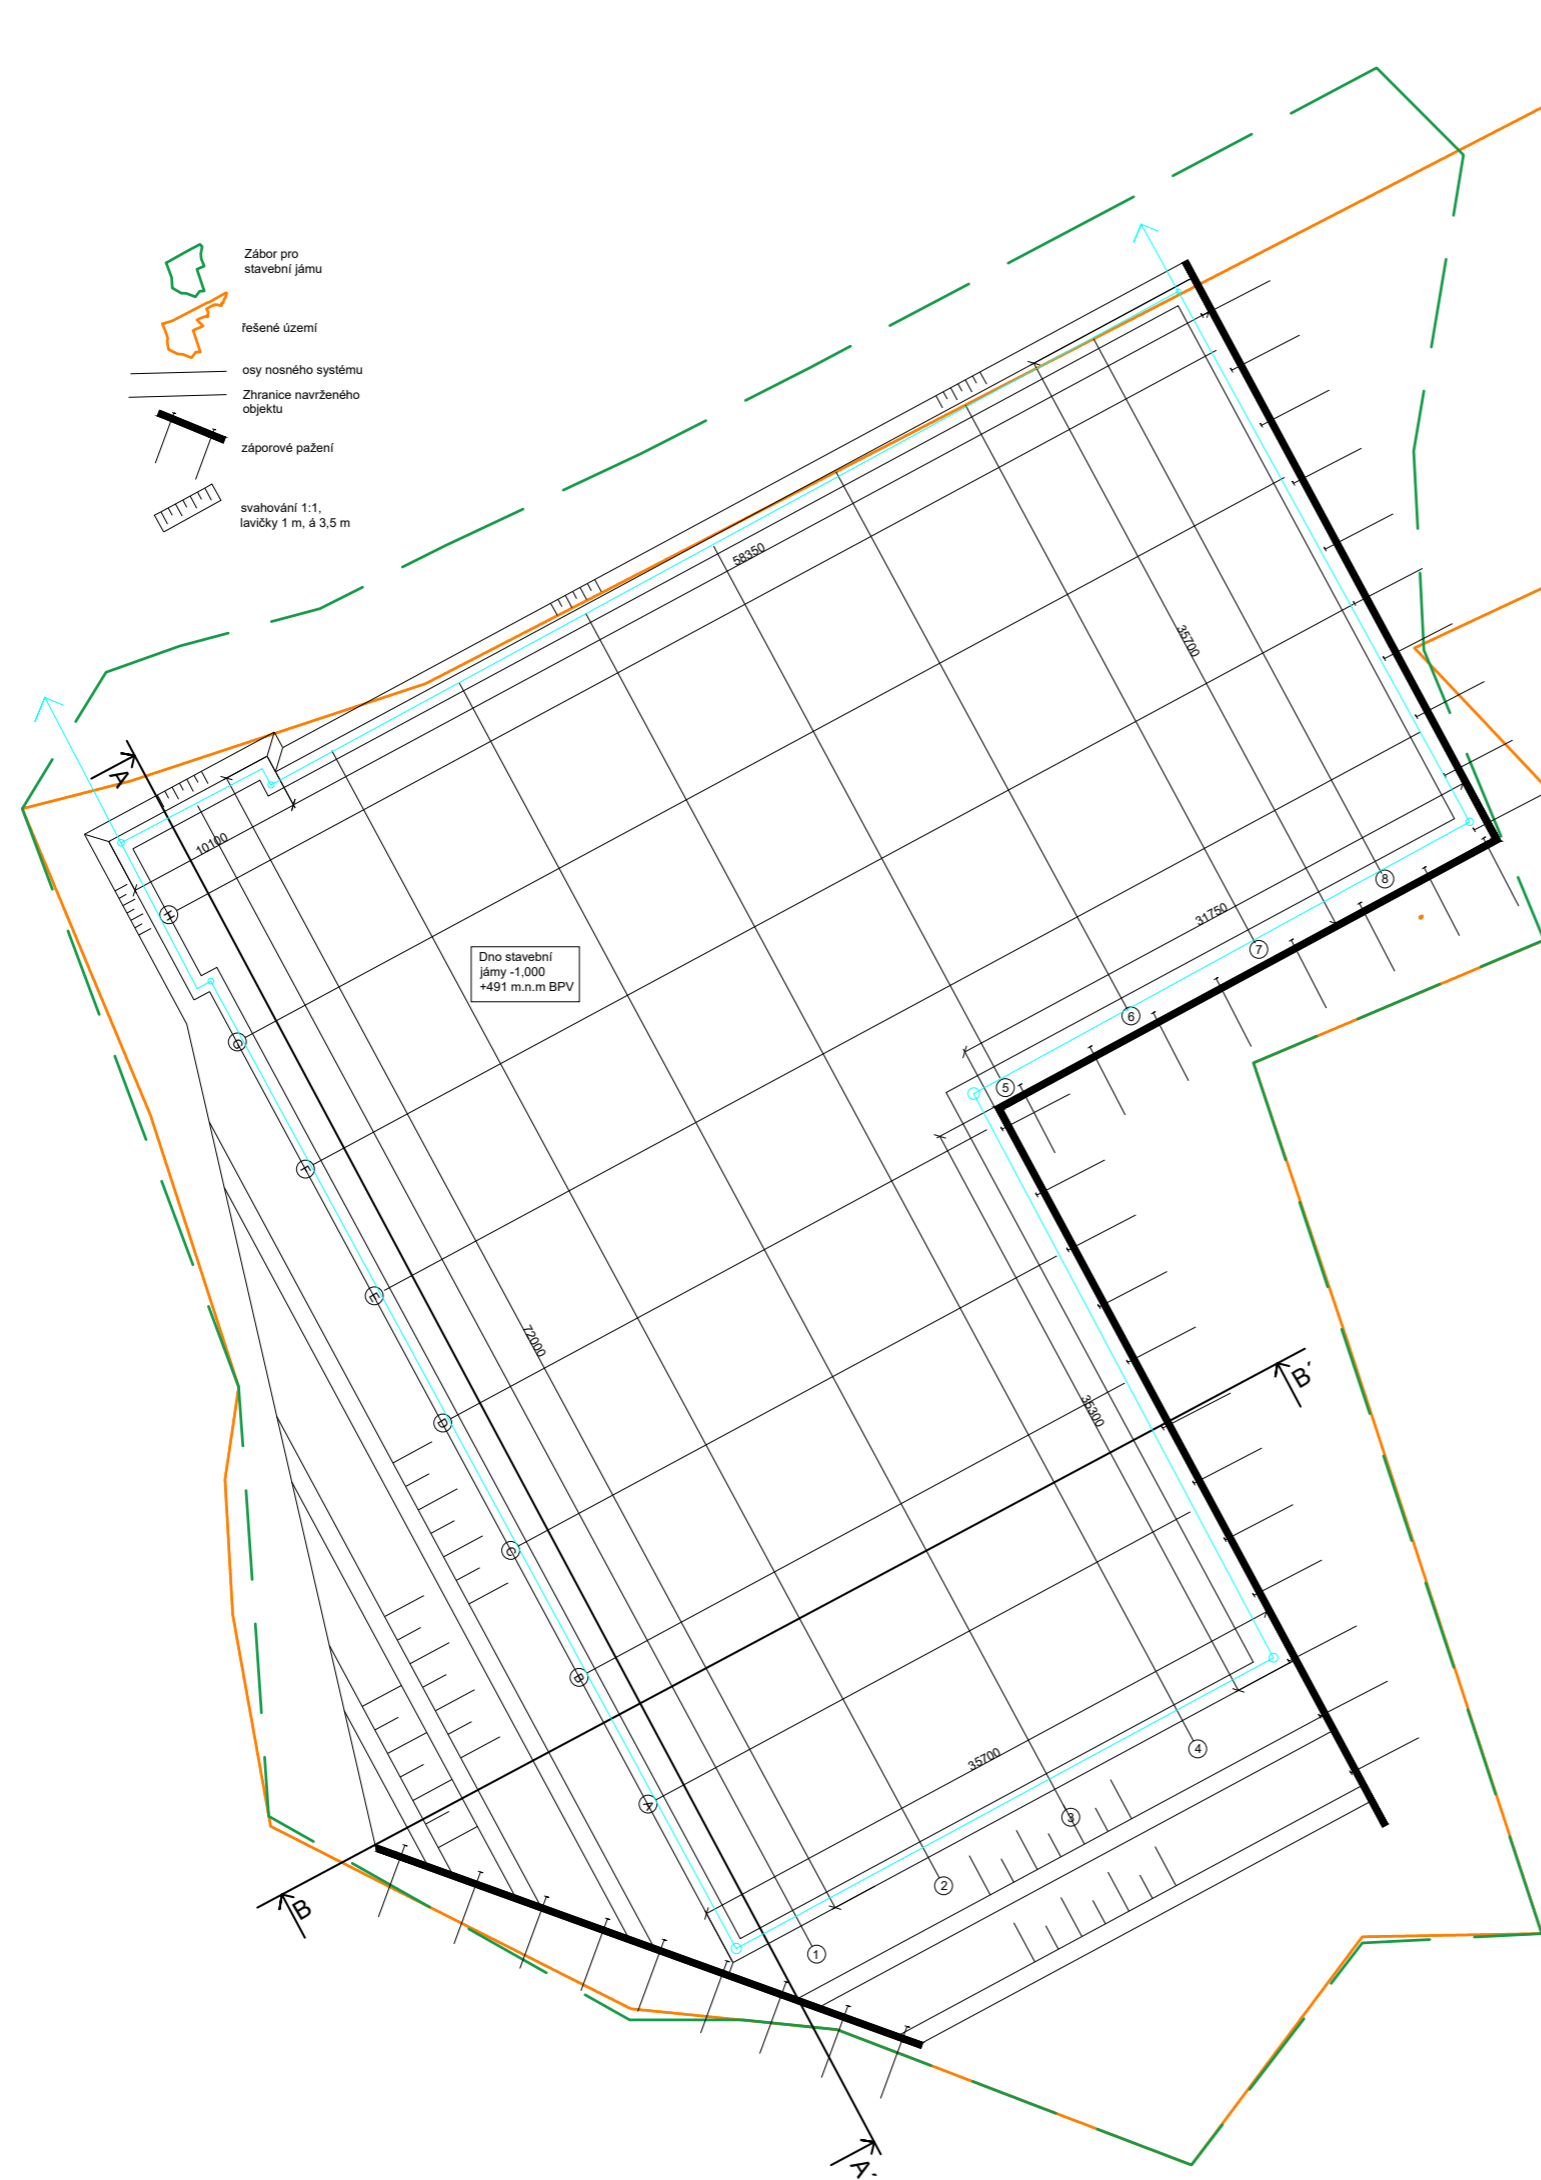 Zábor pro
stavební jámu
řešené území
osy nosného systému
Zhranice navrženého
objektu
záporové pažení
svahování 1:1,
lavičky 1 m, á 3,5 m
58350
35700
A
10100
H
8
31750
7
Dno stavební
jámy -1,000
+491 m.n.m BPV
6
G
5
F
E
72000
B´
35300
D
C
B
4
35700
A
3
2
B
1
A´